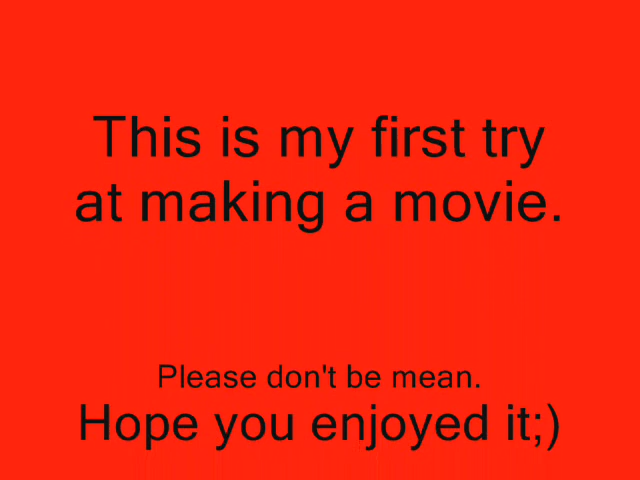 This is my first try
at making a movie.
Please don't be mean.
Hope you enjoyed it;)